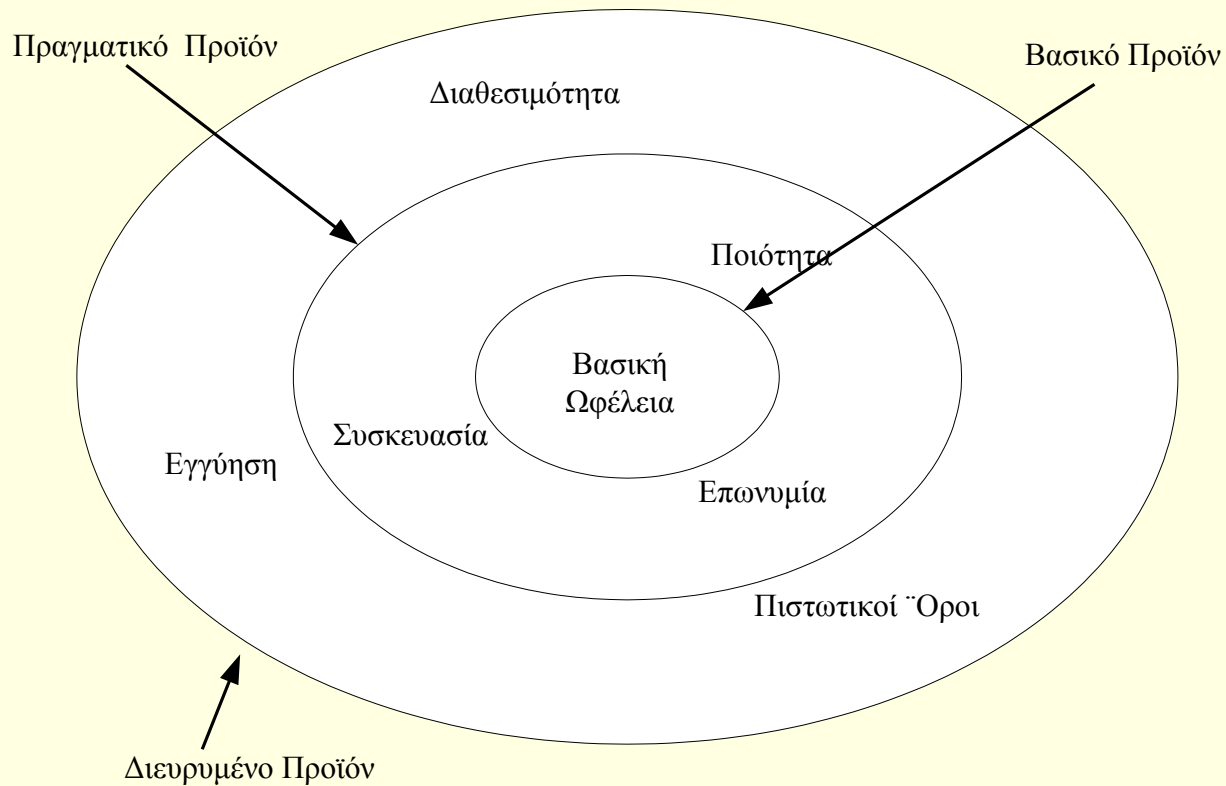 Πραγματικό Προϊόν
Βασικό Προϊόν
Διαθεσιμότητα
Ποιότητα
Βασική
Ωφέλεια
Συσκευασία
Εγγύηση
Επωνυμία
Πιστωτικοί ¨Οροι
Διευρυμένο Προϊόν